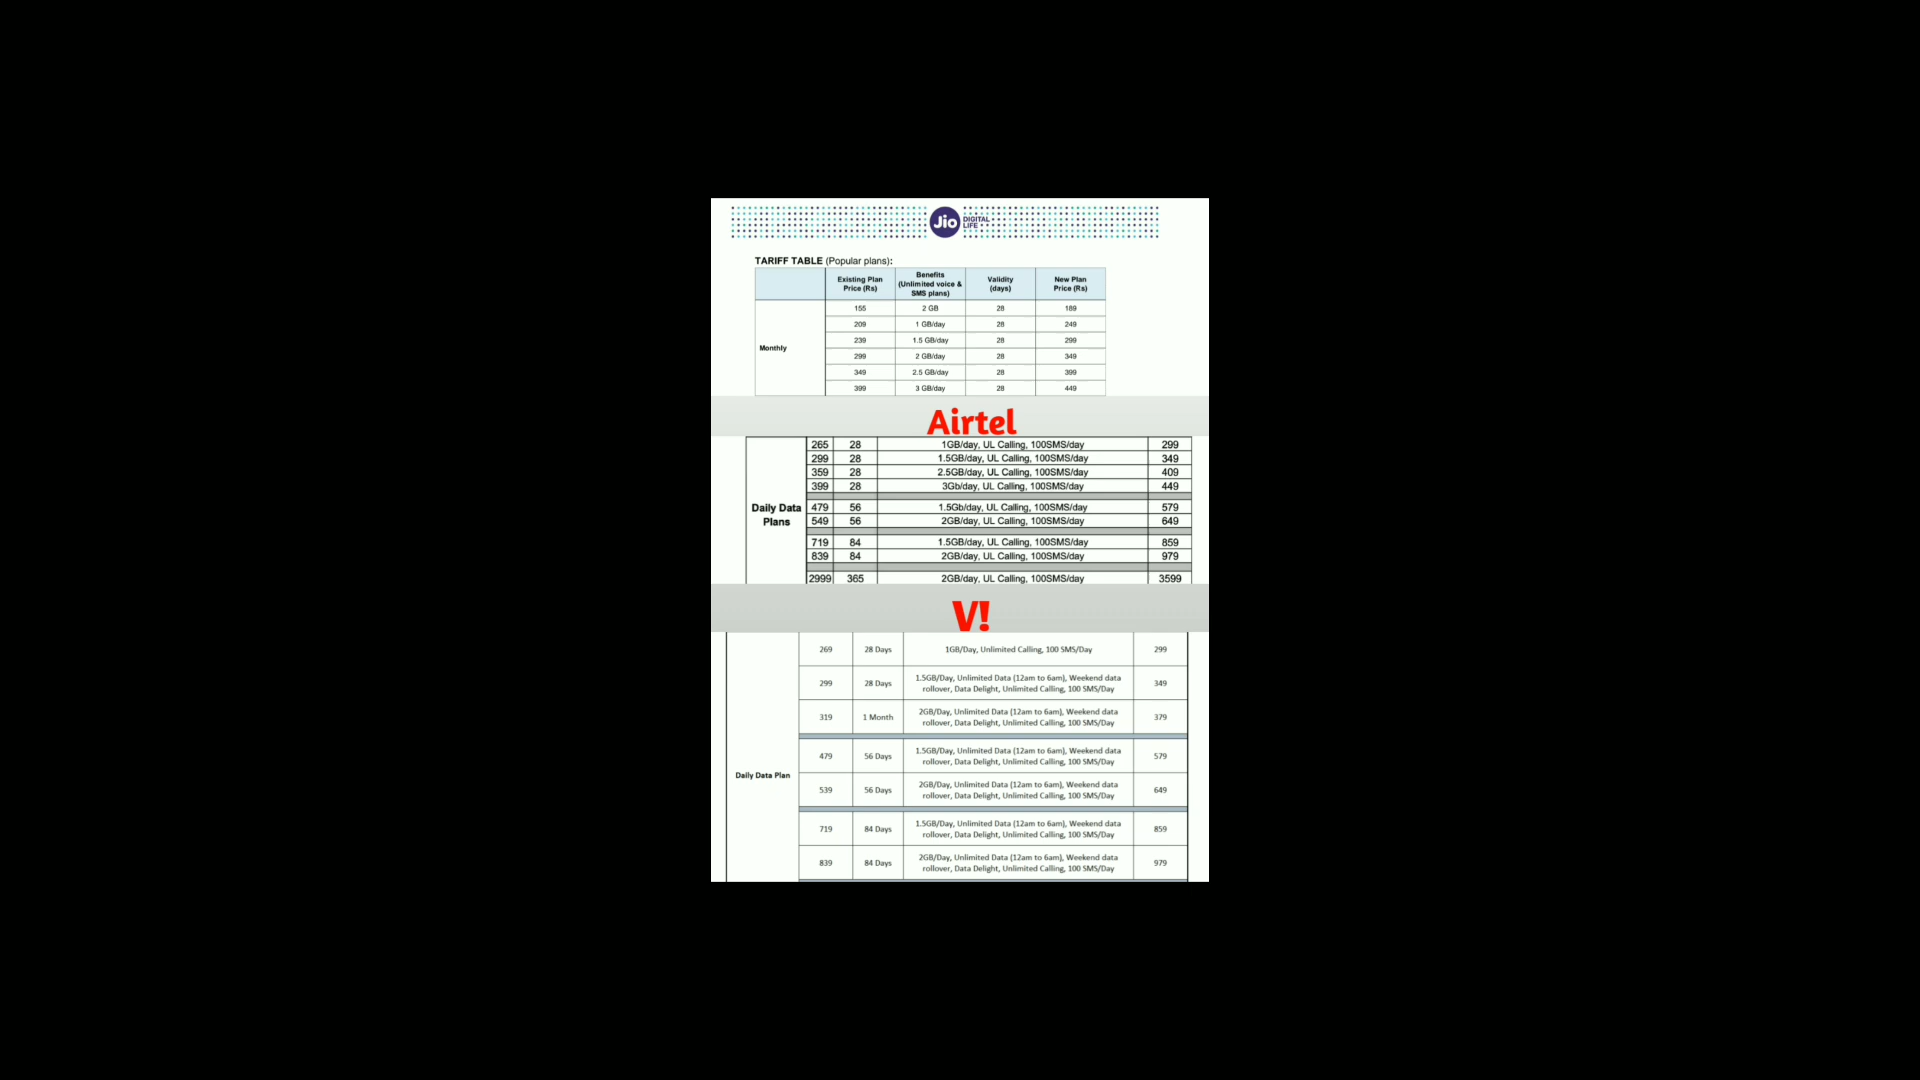 Jio DIGITAL LIFE
TARIFF TABLE (Popular plans):
Existing Plan Price (Rs) Benefits (Unlimited voice & SMS plans) Validity (days) New Plan Price (Rs)
Monthly
155 2 GB 28 189
209 1 GB/day 28 249
239 1.5 GB/day 28 299
299 2 GB/day 28 349
349 2.5 GB/day 28 399
399 3 GB/day 28 449
Airtel
Daily Data Plans
265 28 1GB/day, UL Calling, 100SMS/day 299
299 28 1.5GB/day, UL Calling, 100SMS/day 349
359 28 2.5GB/day, UL Calling, 100SMS/day 409
399 28 3Gb/day, UL Calling, 100SMS/day 449
479 56 1.5Gb/day, UL Calling, 100SMS/day 579
549 56 2GB/day, UL Calling, 100SMS/day 649
719 84 1.5GB/day, UL Calling, 100SMS/day 859
839 84 2GB/day, UL Calling, 100SMS/day 979
2999 365 2GB/day, UL Calling, 100SMS/day 3599
V!
Daily Data Plan
269 28 Days 1GB/Day, Unlimited Calling, 100 SMS/Day 299
299 28 Days 1.5GB/Day, Unlimited Data (12am to 6am), Weekend data rollover, Data Delight, Unlimited Calling, 100 SMS/Day 349
319 1 Month 2GB/Day, Unlimited Data (12am to 6am), Weekend data rollover, Data Delight, Unlimited Calling, 100 SMS/Day 379
479 56 Days 1.5GB/Day, Unlimited Data (12am to 6am), Weekend data rollover, Data Delight, Unlimited Calling, 100 SMS/Day 579
539 56 Days 2GB/Day, Unlimited Data (12am to 6am), Weekend data rollover, Data Delight, Unlimited Calling, 100 SMS/Day 649
719 84 Days 1.5GB/Day, Unlimited Data (12am to 6am), Weekend data rollover, Data Delight, Unlimited Calling, 100 SMS/Day 859
839 84 Days 2GB/Day, Unlimited Data (12am to 6am), Weekend data rollover, Data Delight, Unlimited Calling, 100 SMS/Day 979